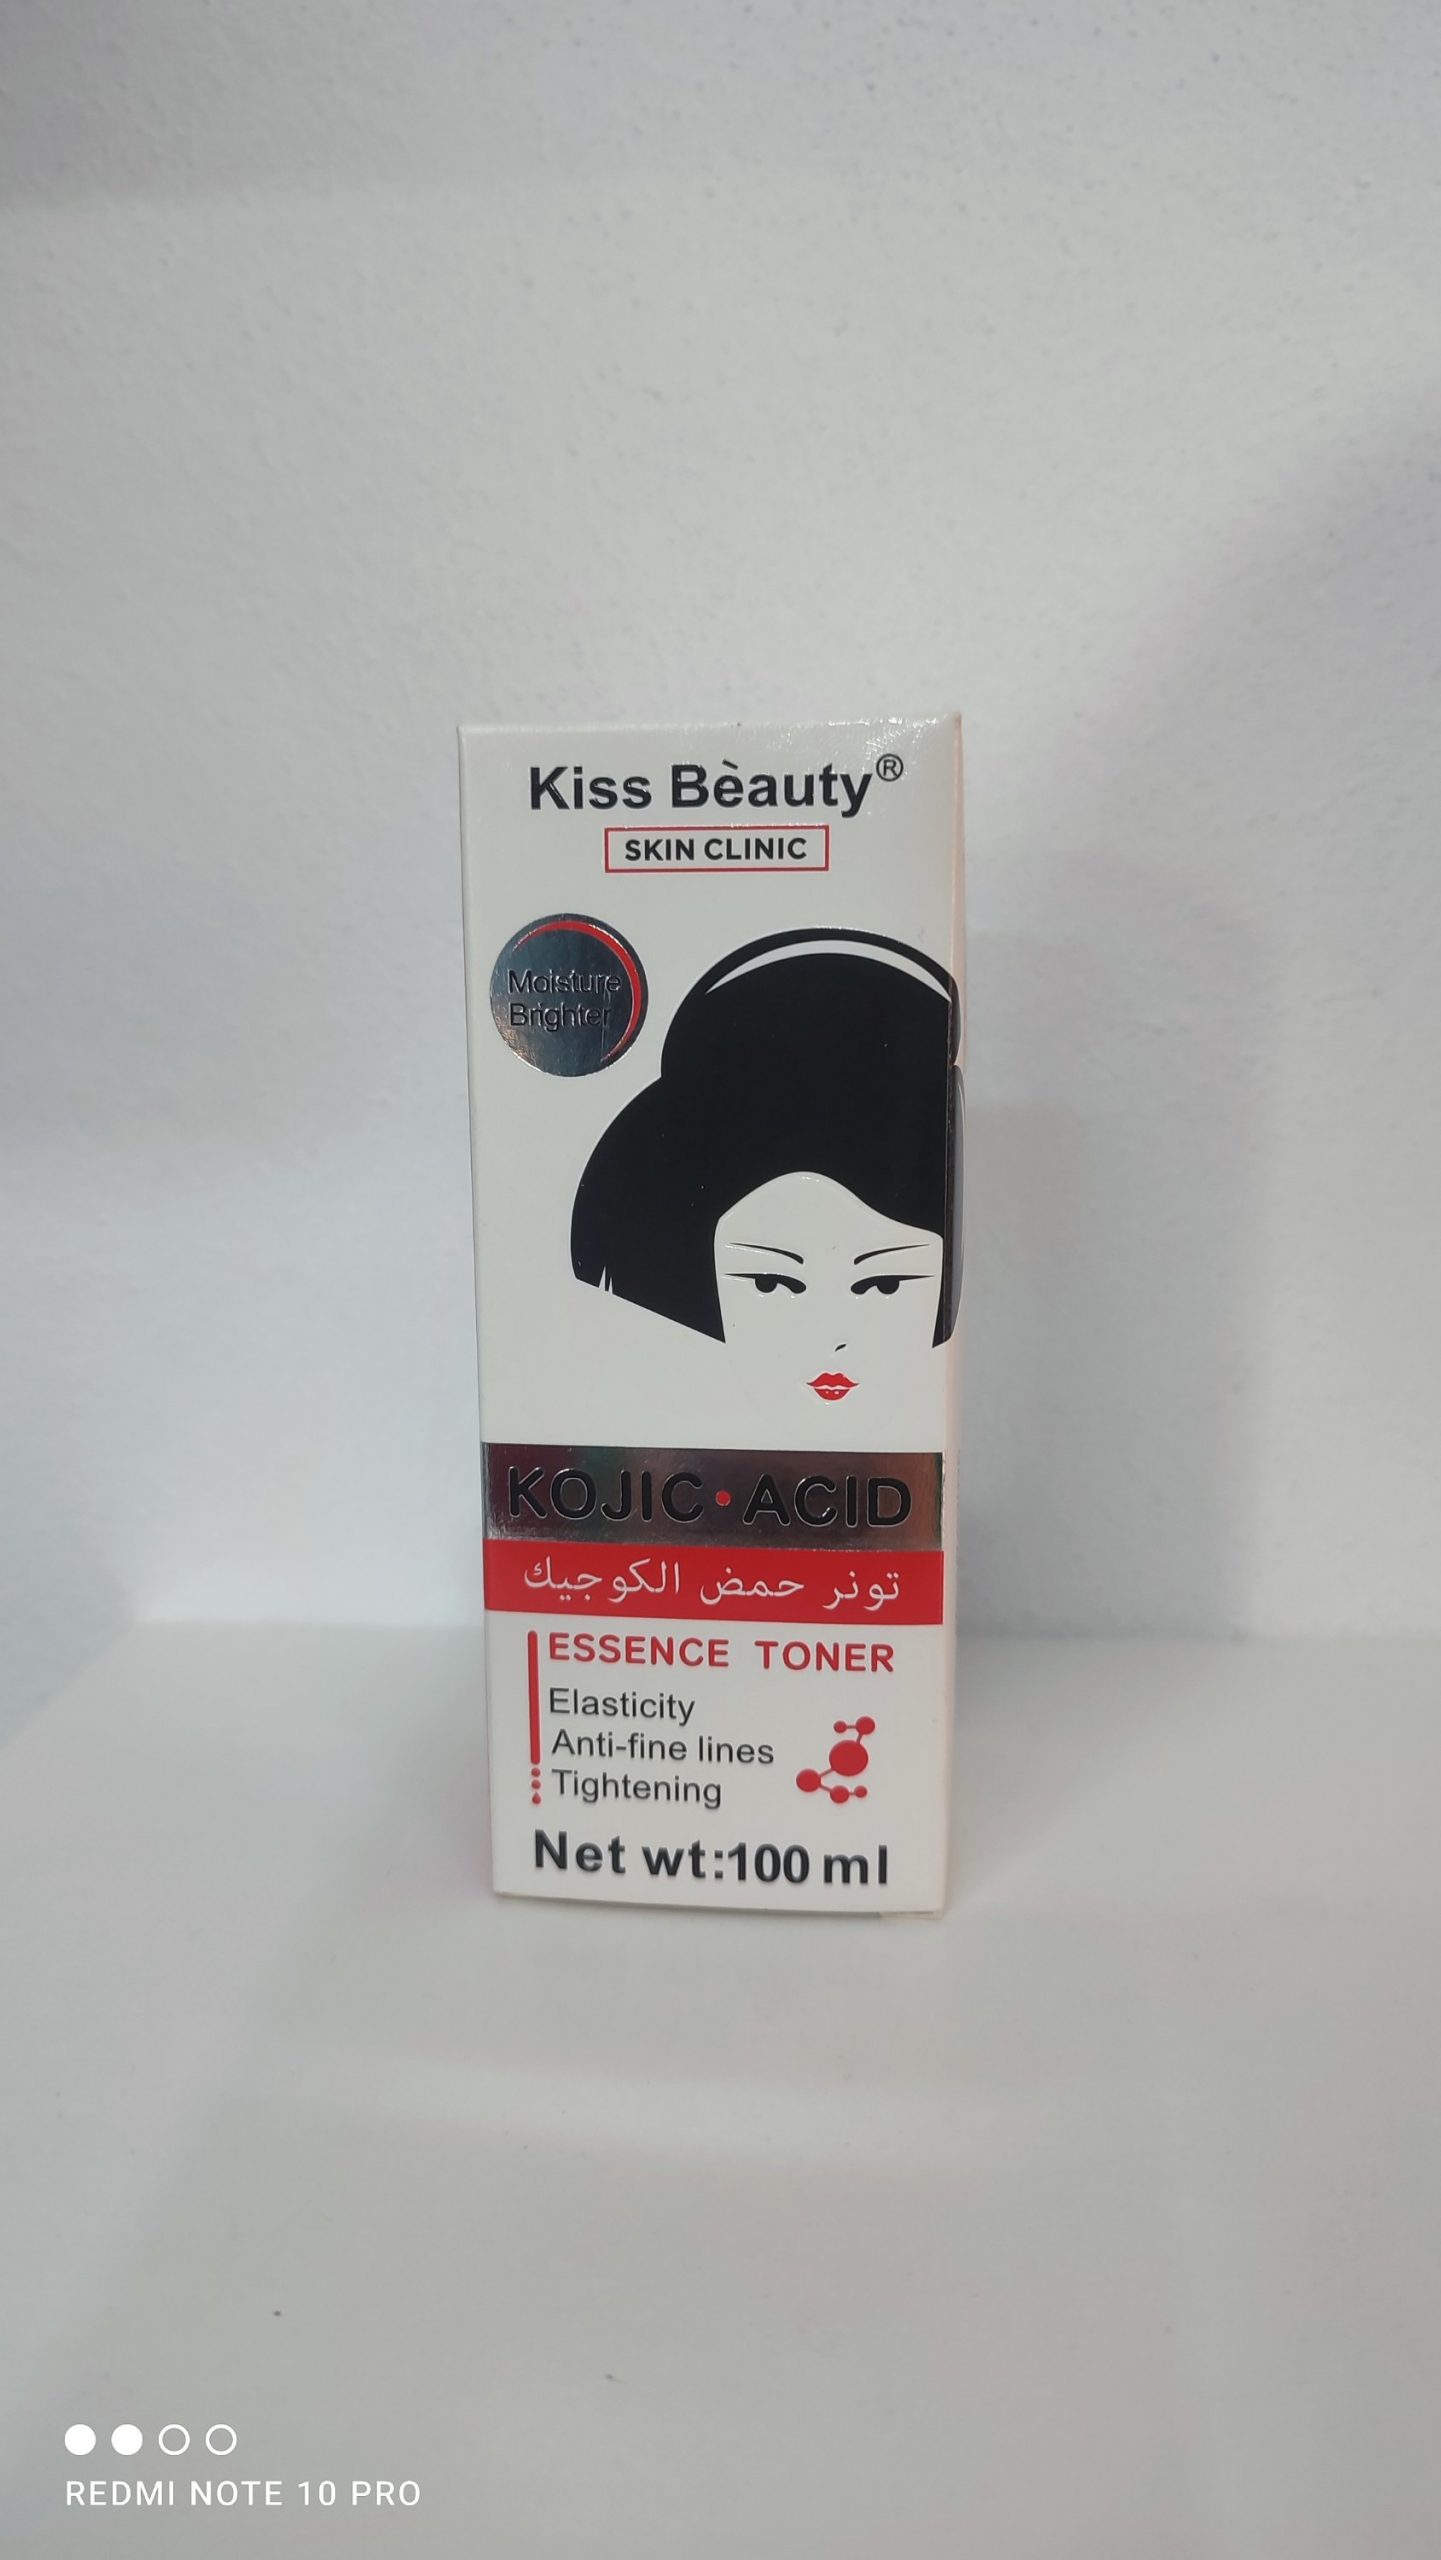 Kiss Bèauty®
SKIN CLINIC
Moisture
Brighter
KOJIC•ACID
تونر حمض الكوجيك
ESSENCE TONER
Elasticity
Anti-fine lines
Tightening
Net wt:100 ml
REDMI NOTE 10 PRO